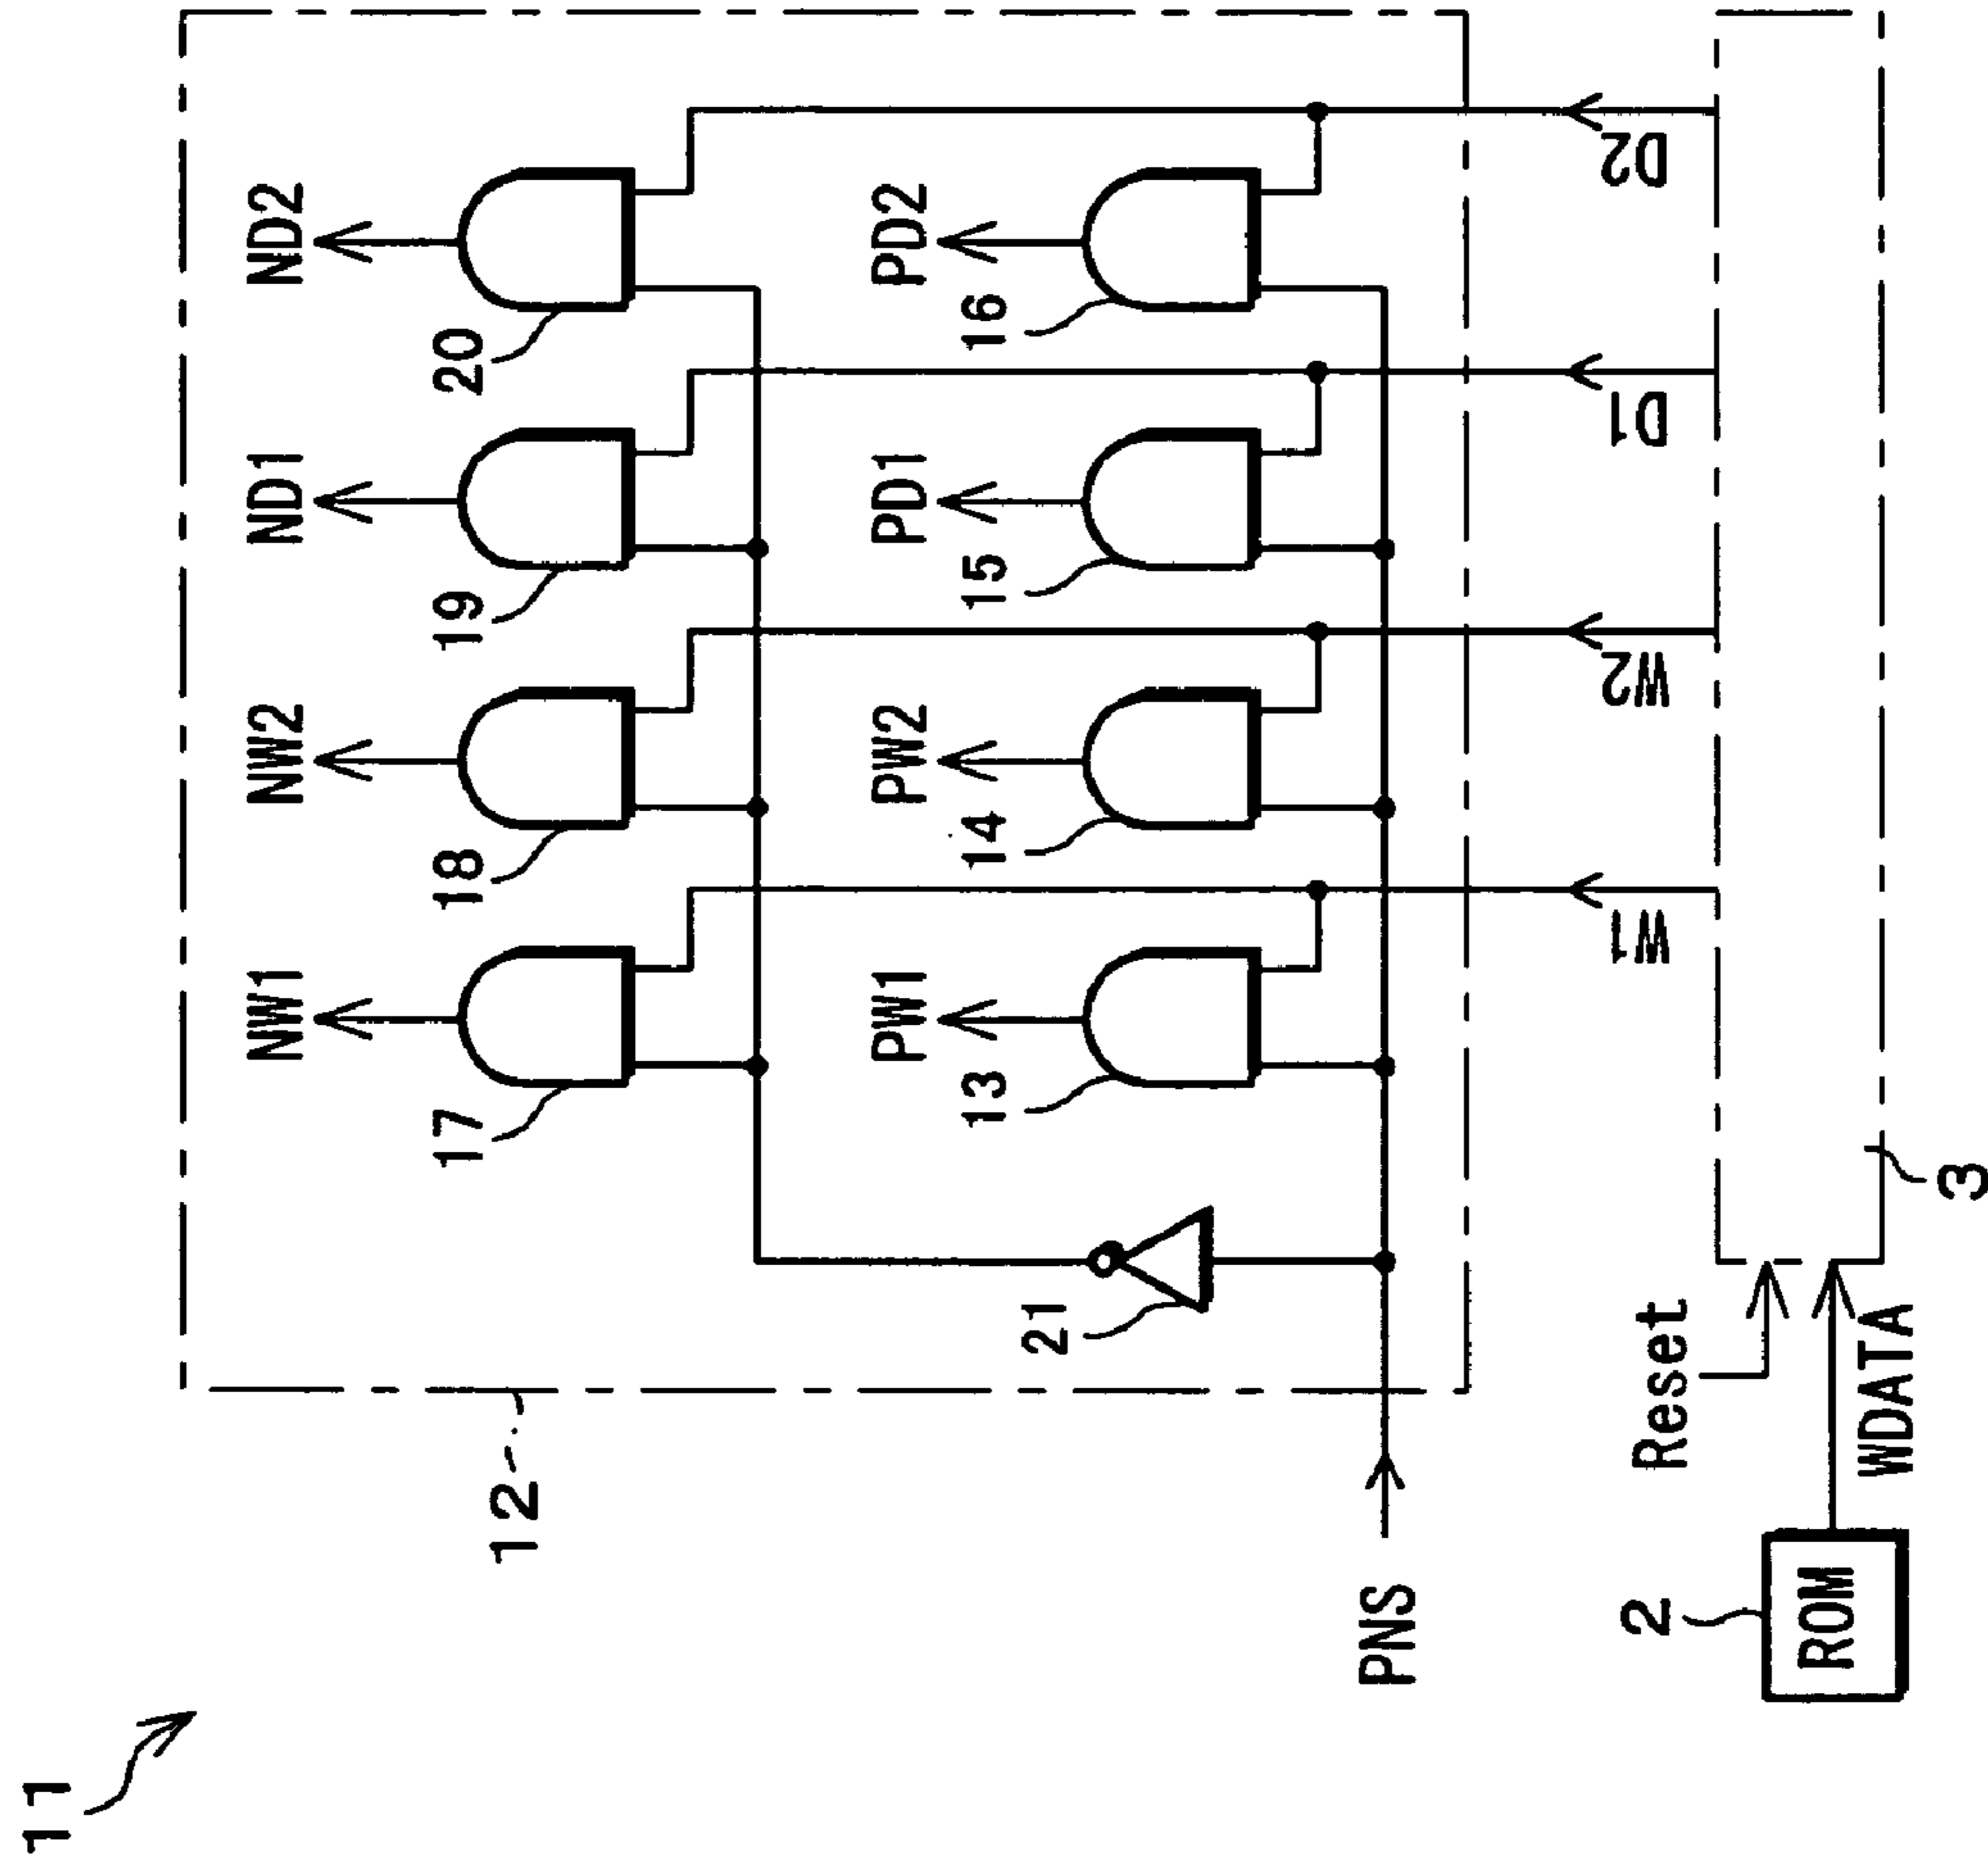 11
12
NW1
NW2
ND1
ND2
17
18
19
20
PW1
PW2
PD1
PD2
13
14
15
16
21
PNS
W1
W2
D1
D2
Reset
WDATA
2
ROM
3